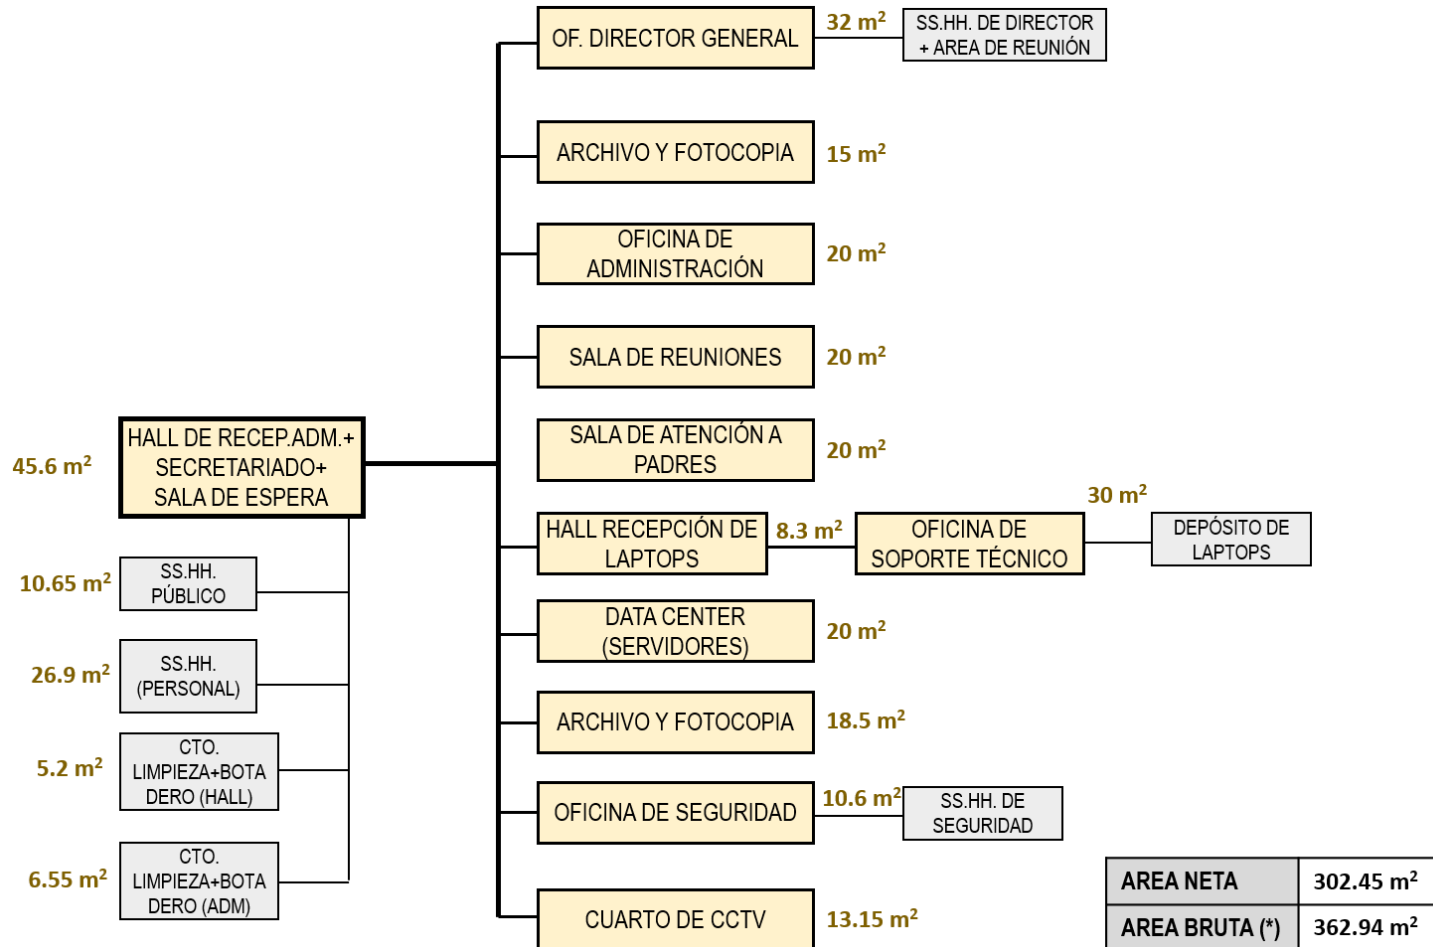 OF. DIRECTOR GENERAL
32 m²
SS.HH. DE DIRECTOR
+ AREA DE REUNIÓN
ARCHIVO Y FOTOCOPIA
15 m²
OFICINA DE
ADMINISTRACIÓN
20 m²
SALA DE REUNIONES
20 m²
45.6 m²
HALL DE RECEP.ADM.+
SECRETARIADO+
SALA DE ESPERA
SALA DE ATENCIÓN A
PADRES
20 m²
HALL RECEPCIÓN DE
LAPTOPS
8.3 m²
OFICINA DE
SOPORTE TÉCNICO
30 m²
DEPÓSITO DE
LAPTOPS
10.65 m²
SS.HH.
PÚBLICO
DATA CENTER
(SERVIDORES)
20 m²
26.9 m²
SS.HH.
(PERSONAL)
ARCHIVO Y FOTOCOPIA
18.5 m²
5.2 m²
CTO.
LIMPIEZA+BOTA
DERO (HALL)
OFICINA DE SEGURIDAD
10.6 m²
SS.HH. DE
SEGURIDAD
6.55 m²
CTO.
LIMPIEZA+BOTA
DERO (ADM)
CUARTO DE CCTV
13.15 m²
AREA NETA 302.45 m²
AREA BRUTA (*) 362.94 m²